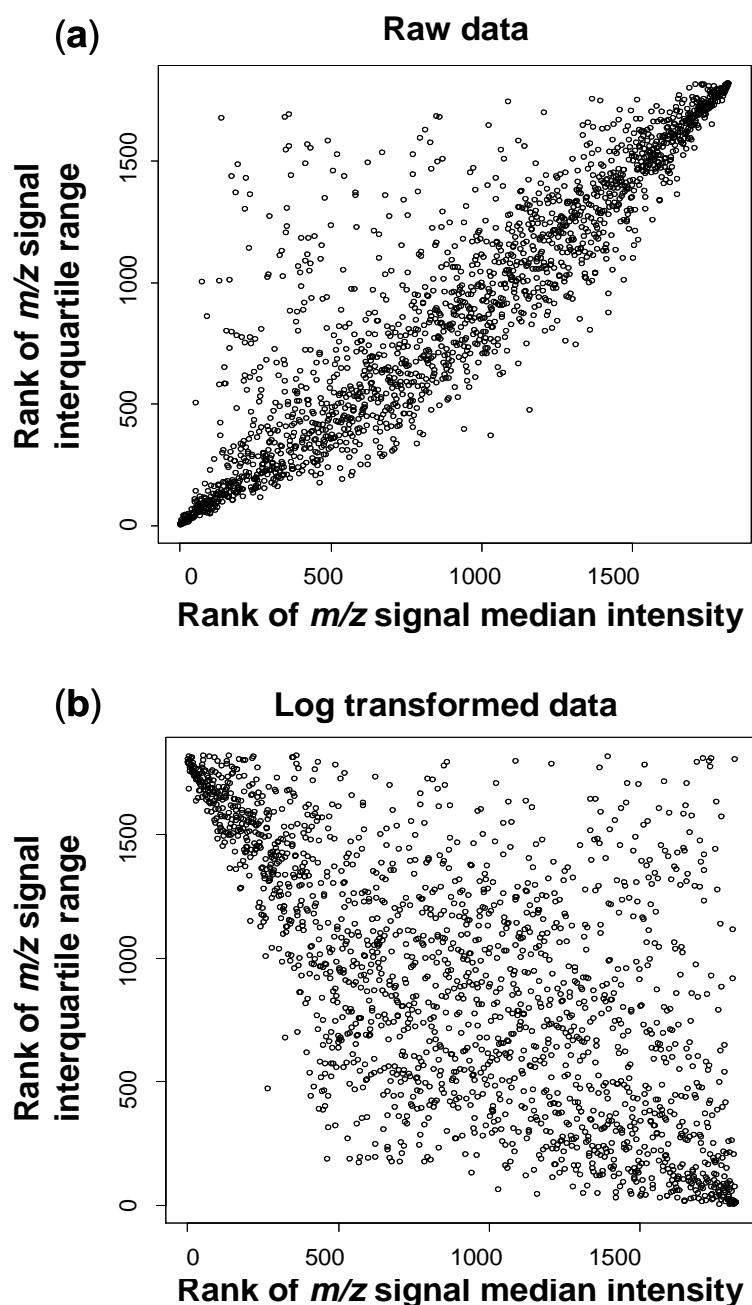 (a)
Raw data
Rank of m/z signal
interquartile range
0
500
1000
1500
0
500
1000
1500
Rank of m/z signal median intensity
(b)
Log transformed data
Rank of m/z signal
interquartile range
0
500
1000
1500
0
500
1000
1500
Rank of m/z signal median intensity